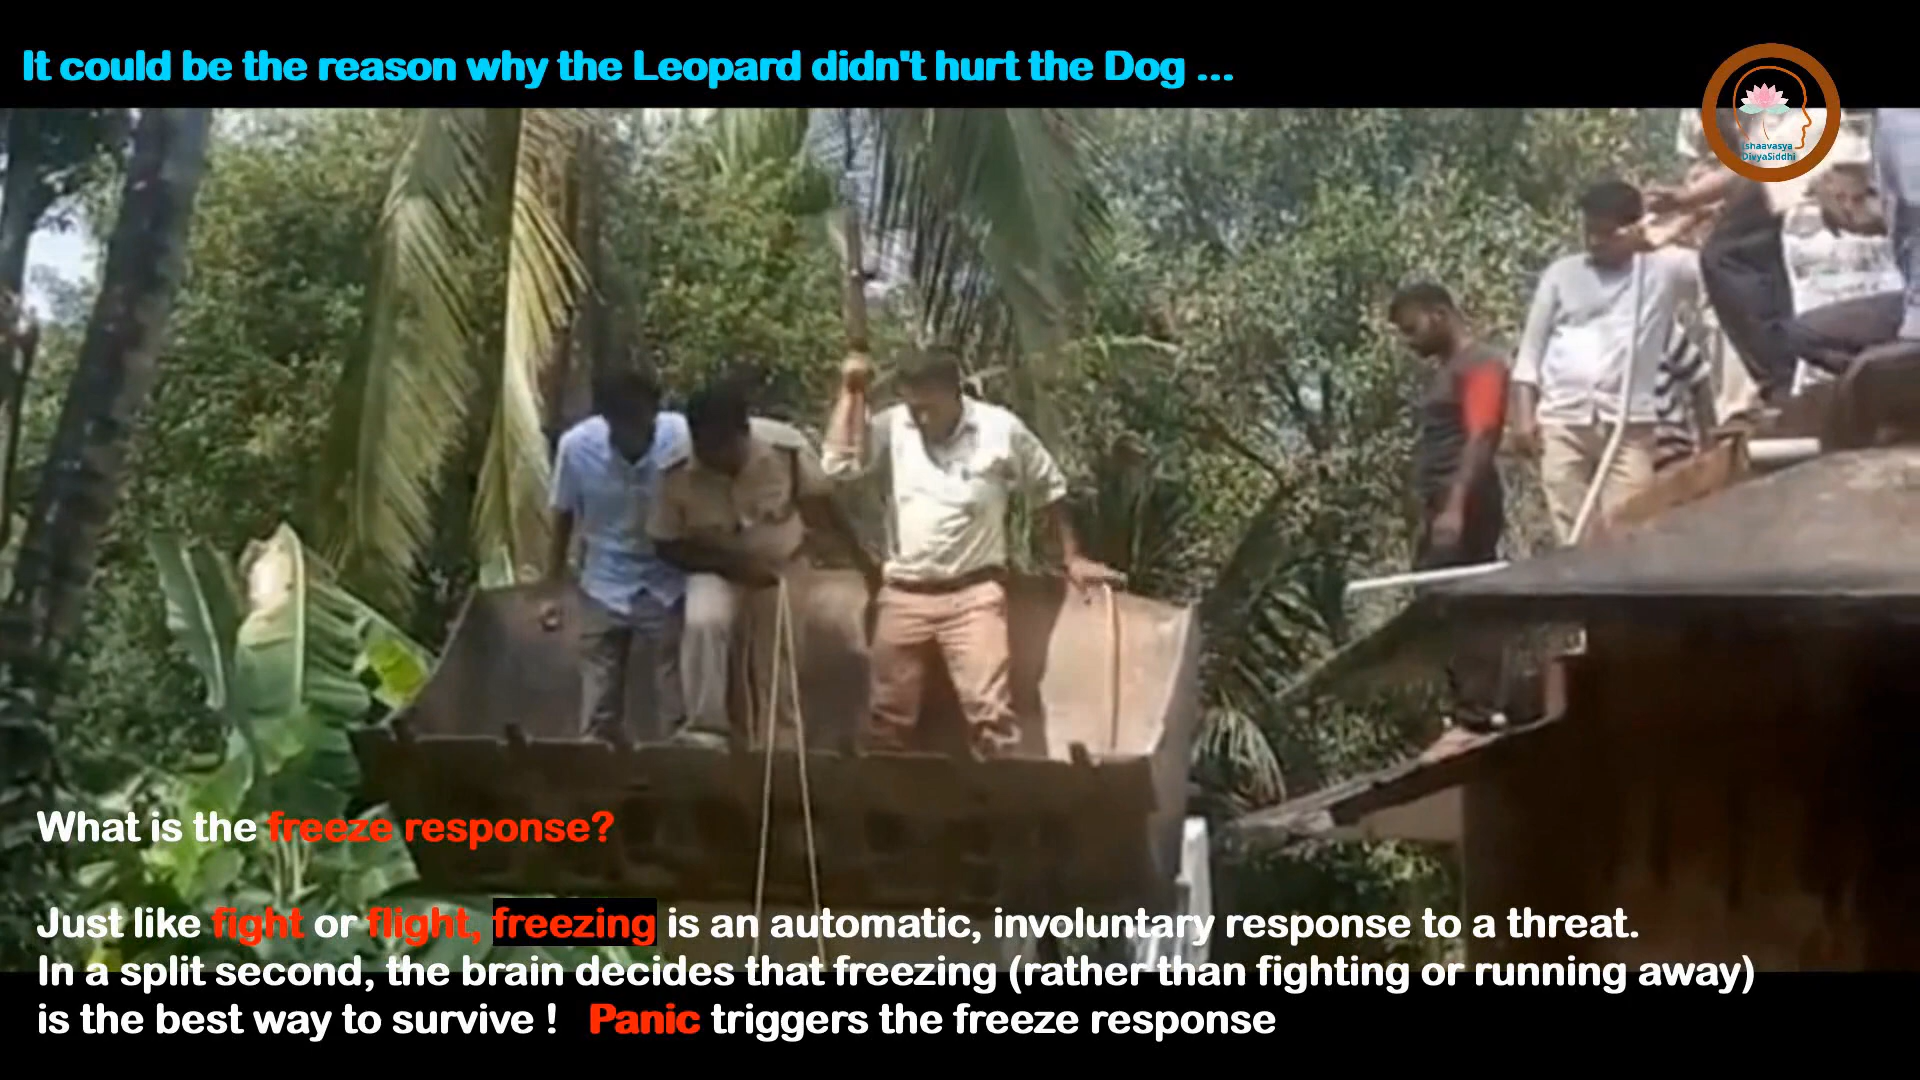 It could be the reason why the Leopard didn't hurt the Dog ...
Ishaavasya
DivyaSiddhi
What is the freeze response?
Just like fight or flight, freezing is an automatic, involuntary response to a threat.
In a split second, the brain decides that freezing (rather than fighting or running away)
is the best way to survive ! Panic triggers the freeze response